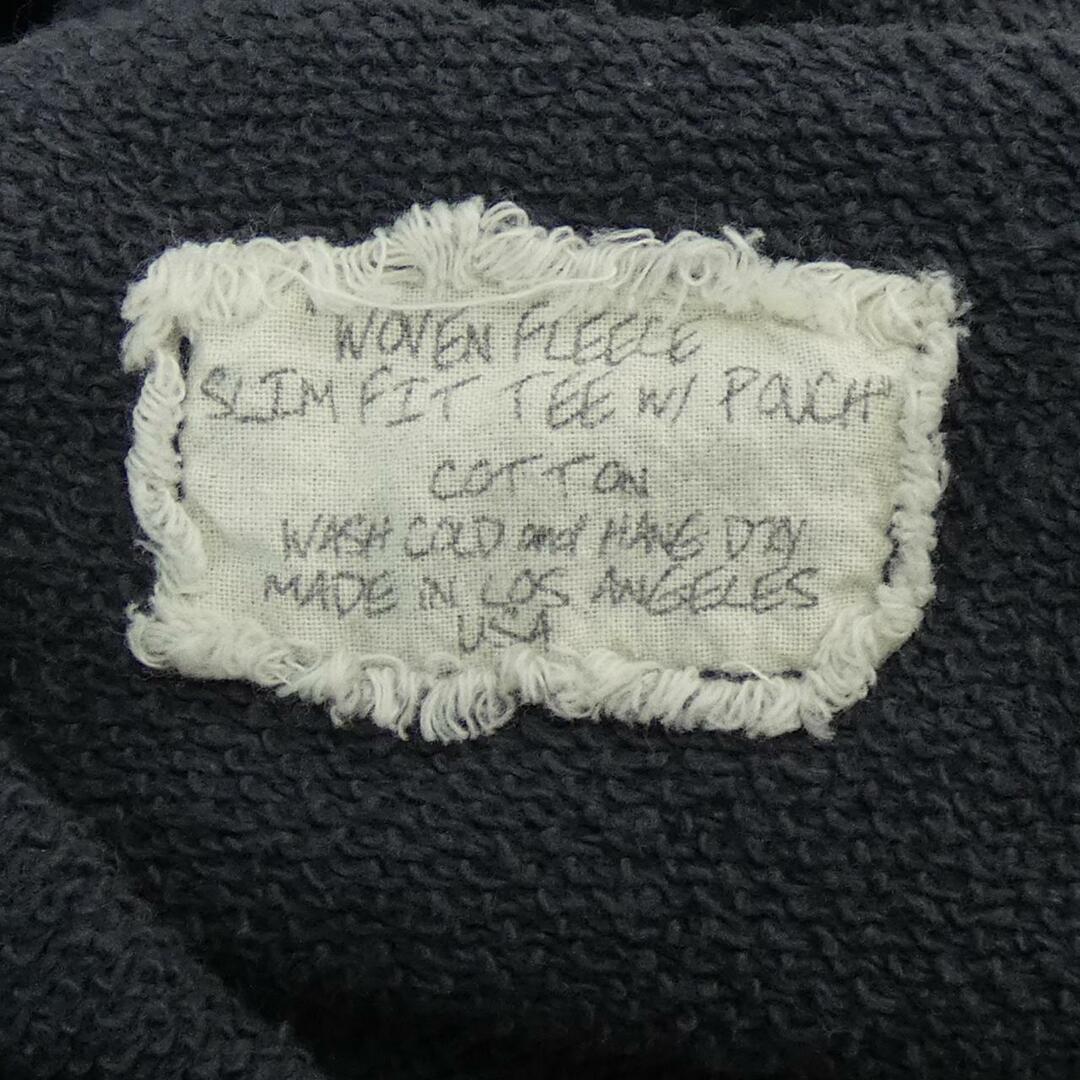 "WOVEN FLEECE
SLIM FIT TEE W/ POUCH"
COTTON
WASH COLD and HANG DRY
MADE IN LOS ANGELES
USA